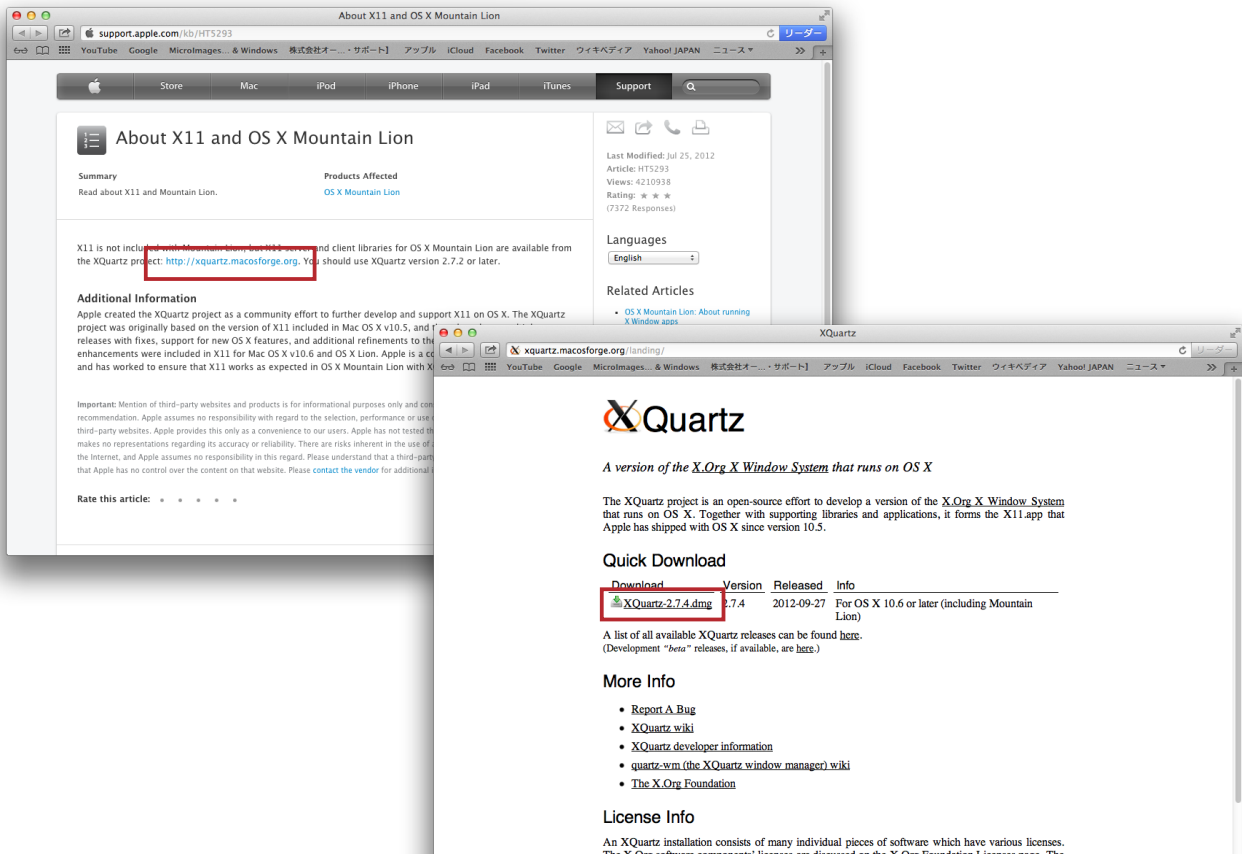 About X11 and OS X Mountain Lion
support.apple.com/kb/HT5293
リーダー
YouTube Google MicroImages... & Windows 株式会社オー...・サポート】 アップル iCloud Facebook Twitter ウィキペディア Yahoo! JAPAN ニュース
Store Mac iPod iPhone iPad iTunes Support
About X11 and OS X Mountain Lion
Summary
Read about X11 and Mountain Lion.
Products Affected
OS X Mountain Lion
Last Modified: Jul 25, 2012
Article: HT5293
Views: 4210938
Rating:
(7372 Responses)
X11 is not included with Mountain Lion, but X11 server and client libraries for OS X Mountain Lion are available from
the XQuartz project: http://xquartz.macosforge.org. You should use XQuartz version 2.7.2 or later.
Languages
English
Related Articles
OS X Mountain Lion: About running
X Window apps
Additional Information
Apple created the XQuartz project as a community effort to further develop and support X11 on OS X. The XQuartz
project was originally based on the version of X11 included in Mac OS X v10.5, and
releases with fixes, support for new OS X features, and additional refinements to the
enhancements were included in X11 for Mac OS X v10.6 and OS X Lion. Apple is a
and has worked to ensure that X11 works as expected in OS X Mountain Lion with
Important: Mention of third-party websites and products is for informational purposes only and
recommendation. Apple assumes no responsibility with regard to the selection, performance or use
third-party websites. Apple provides this only as a convenience to our users. Apple has not tested
makes no representations regarding its accuracy or reliability. There are risks inherent in the use of
the Internet, and Apple assumes no responsibility in this regard. Please understand that a
that Apple has no control over the content on that website. Please contact the vendor for additional
Rate this article:
XQuartz
xquartz.macosforge.org/landing/
リーダー
YouTube Google MicroImages... & Windows 株式会社オー...・サポート】 アップル iCloud Facebook Twitter ウィキペディア Yahoo! JAPAN ニュース
XQuartz
A version of the X.Org X Window System that runs on OS X
The XQuartz project is an open-source effort to develop a version of the X.Org X Window System
that runs on OS X. Together with supporting libraries and applications, it forms the X11.app that
Apple has shipped with OS X since version 10.5.
Quick Download
Download Version Released Info
XQuartz-2.7.4.dmg 2.7.4 2012-09-27 For OS X 10.6 or later (including Mountain
Lion)
A list of all available XQuartz releases can be found here.
(Development "beta" releases, if available, are here.)
More Info
Report A Bug
XQuartz wiki
XQuartz developer information
quartz-wm (the XQuartz window manager) wiki
The X.Org Foundation
License Info
An XQuartz installation consists of many individual pieces of software which have various licenses.
The X.Org software components' licenses are discussed on the X.Org Foundation Licenses page. The